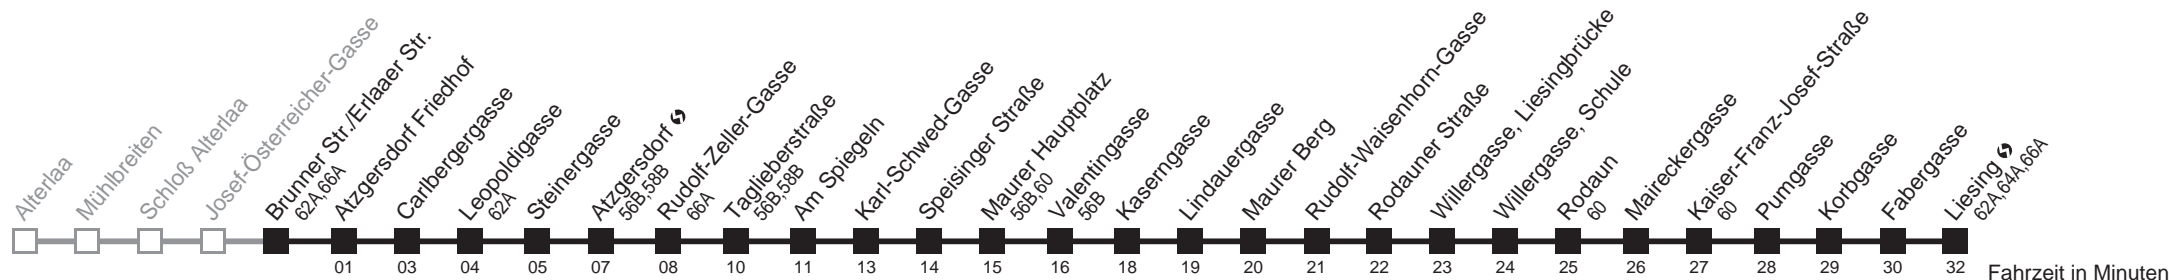 Alterlaa
Mühlbreiten
Schloß Alterlaa
Josef-Österreicher-Gasse
Brunner Str./Erlaaer Str.
62A,66A
Atzgersdorf Friedhof
Carlbergergasse
Leopoldigasse
62A
Steinergasse
Atzgersdorf
56B,58B
Rudolf-Zeller-Gasse
66A
Taglieberstraße
56B,58B
Am Spiegeln
Karl-Schwed-Gasse
Speisinger Straße
Maurer Hauptplatz
56B,60
Valentingasse
56B
Kaserngasse
Lindauergasse
Maurer Berg
Rudolf-Waisenhorn-Gasse
Rodauner Straße
Willergasse, Liesingbrücke
Willergasse, Schule
Rodaun
60
Maireckergasse
Kaiser-Franz-Josef-Straße
60
Pumgasse
Korbgasse
Fabergasse
Liesing
62A,64A,66A
01 03 04 05 07 08 10 11 13 14 15 16 18 19 20 21 22 23 24 25 26 27 28 29 30 32 Fahrzeit in Minuten